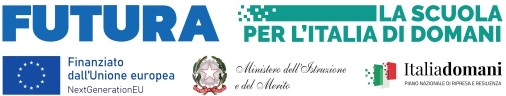 FUTURA
LA SCUOLA
PER L'ITALIA DI DOMANI
Finanziato
dall'Unione europea
NextGenerationEU
Ministero dell'Istruzione
e del Merito
Italiadomani
PIANO NAZIONALE DI RIPRESA E RESILIENZA